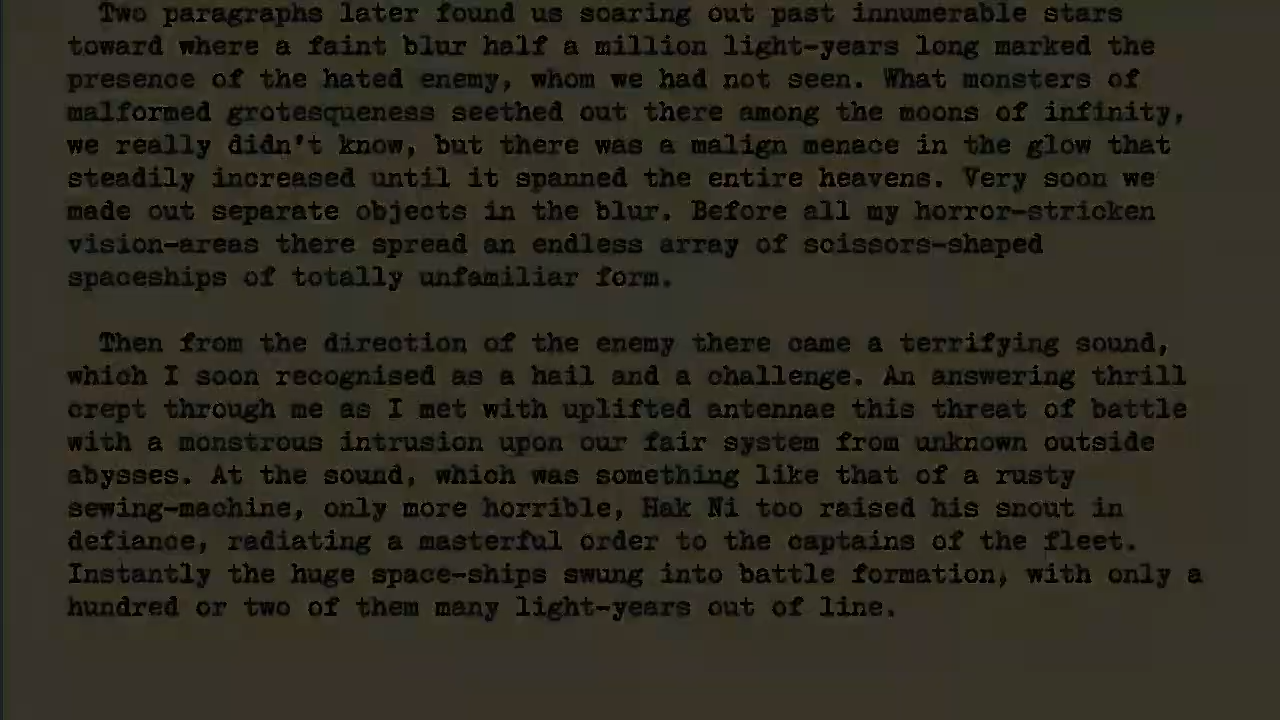 Two paragraphs later found us soaring out past innumerable stars
toward where a faint blur half a million light-years long marked the
presence of the hated enemy, whom we had not seen. What monsters of
malformed grotesqueness seethed out there among the moons of infinity,
we really didn't know, but there was a malign menace in the glow that
steadily increased until it spanned the entire heavens. Very soon we
made out separate objects in the blur. Before all my horror-stricken
vision-areas there spread an endless array of scissors-shaped
spaceships of totally unfamiliar form.
Then from the direction of the enemy there came a terrifying sound,
which I soon recognised as a hail and a challenge. An answering thrill
crept through me as I met with uplifted antennae this threat of battle
with a monstrous intrusion upon our fair system from unknown outside
abysses. At the sound, which was something like that of a rusty
sewing-machine, only more horrible, Hak Ni too raised his snout in
defiance, radiating a masterful order to the captains of the fleet.
Instantly the huge space-ships swung into battle formation, with only a
hundred or two of them many light-years out of line.